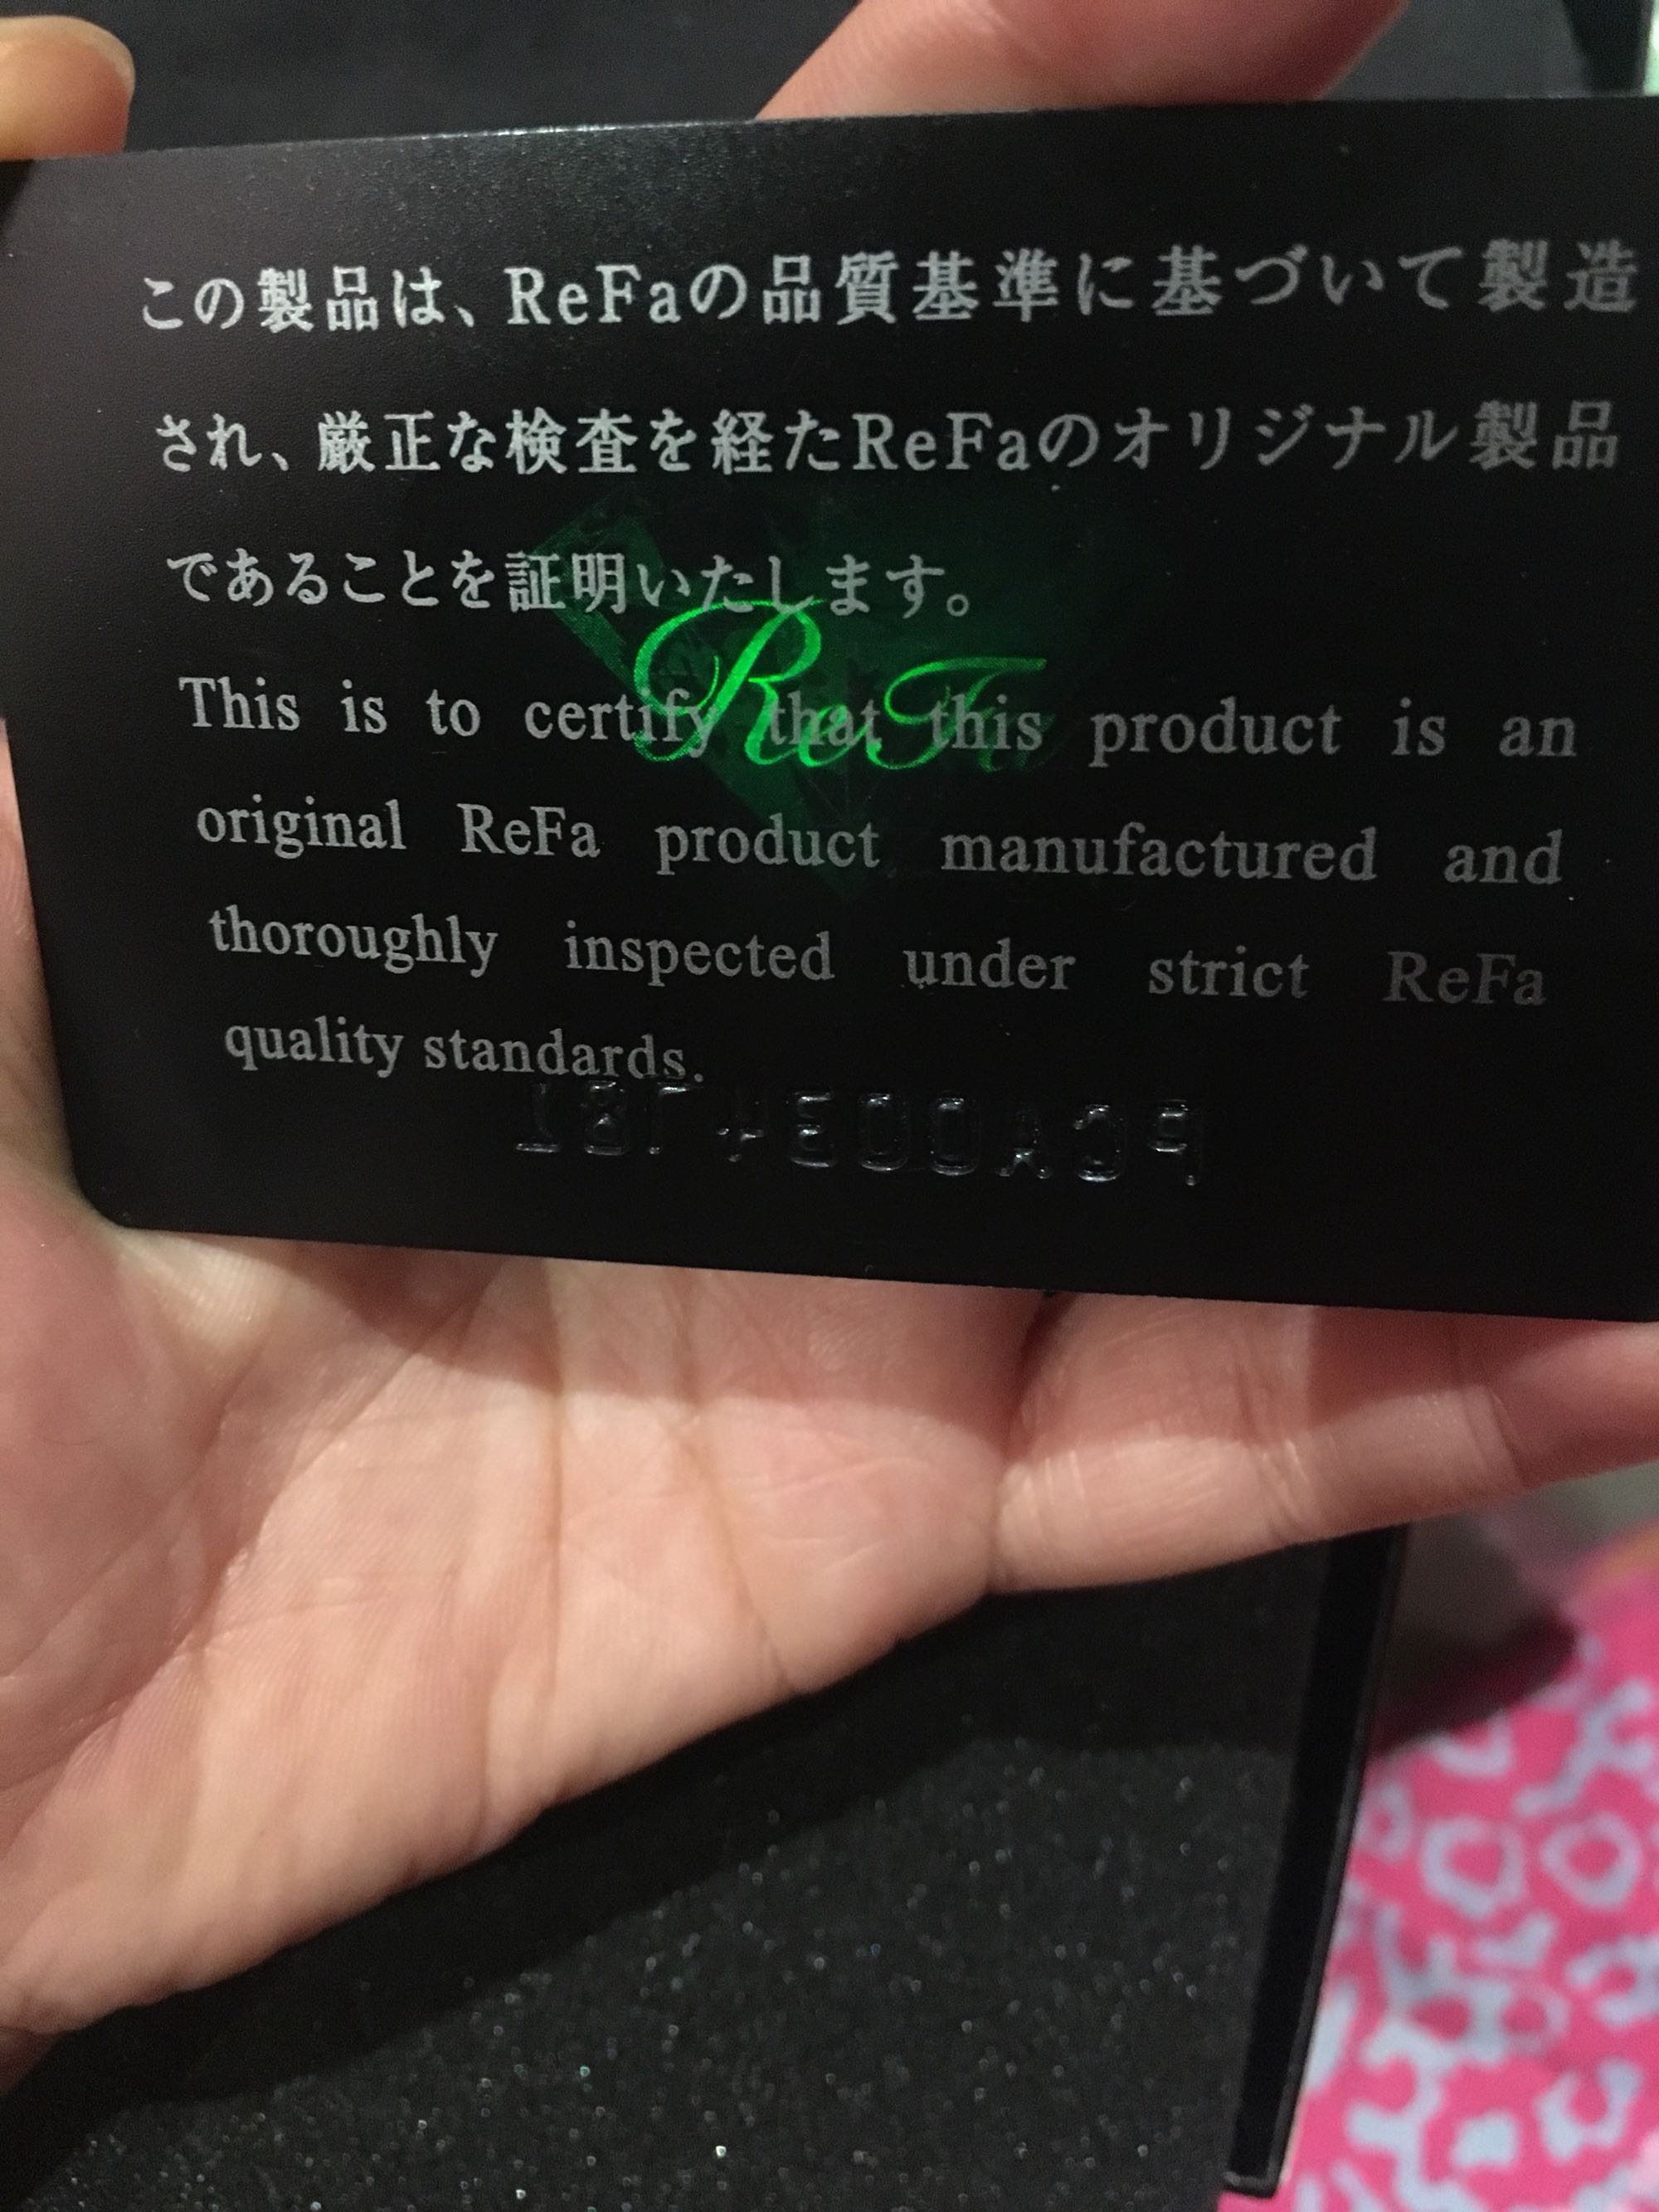 この製品は、ReFaの品質基準に基づいて製造
され、厳正な検査を経たReFaのオリジナル製品
であることを証明いたします。
ReFa
This is to certify that this product is an
original ReFa product manufactured and
thoroughly inspected under strict ReFa
quality standards.